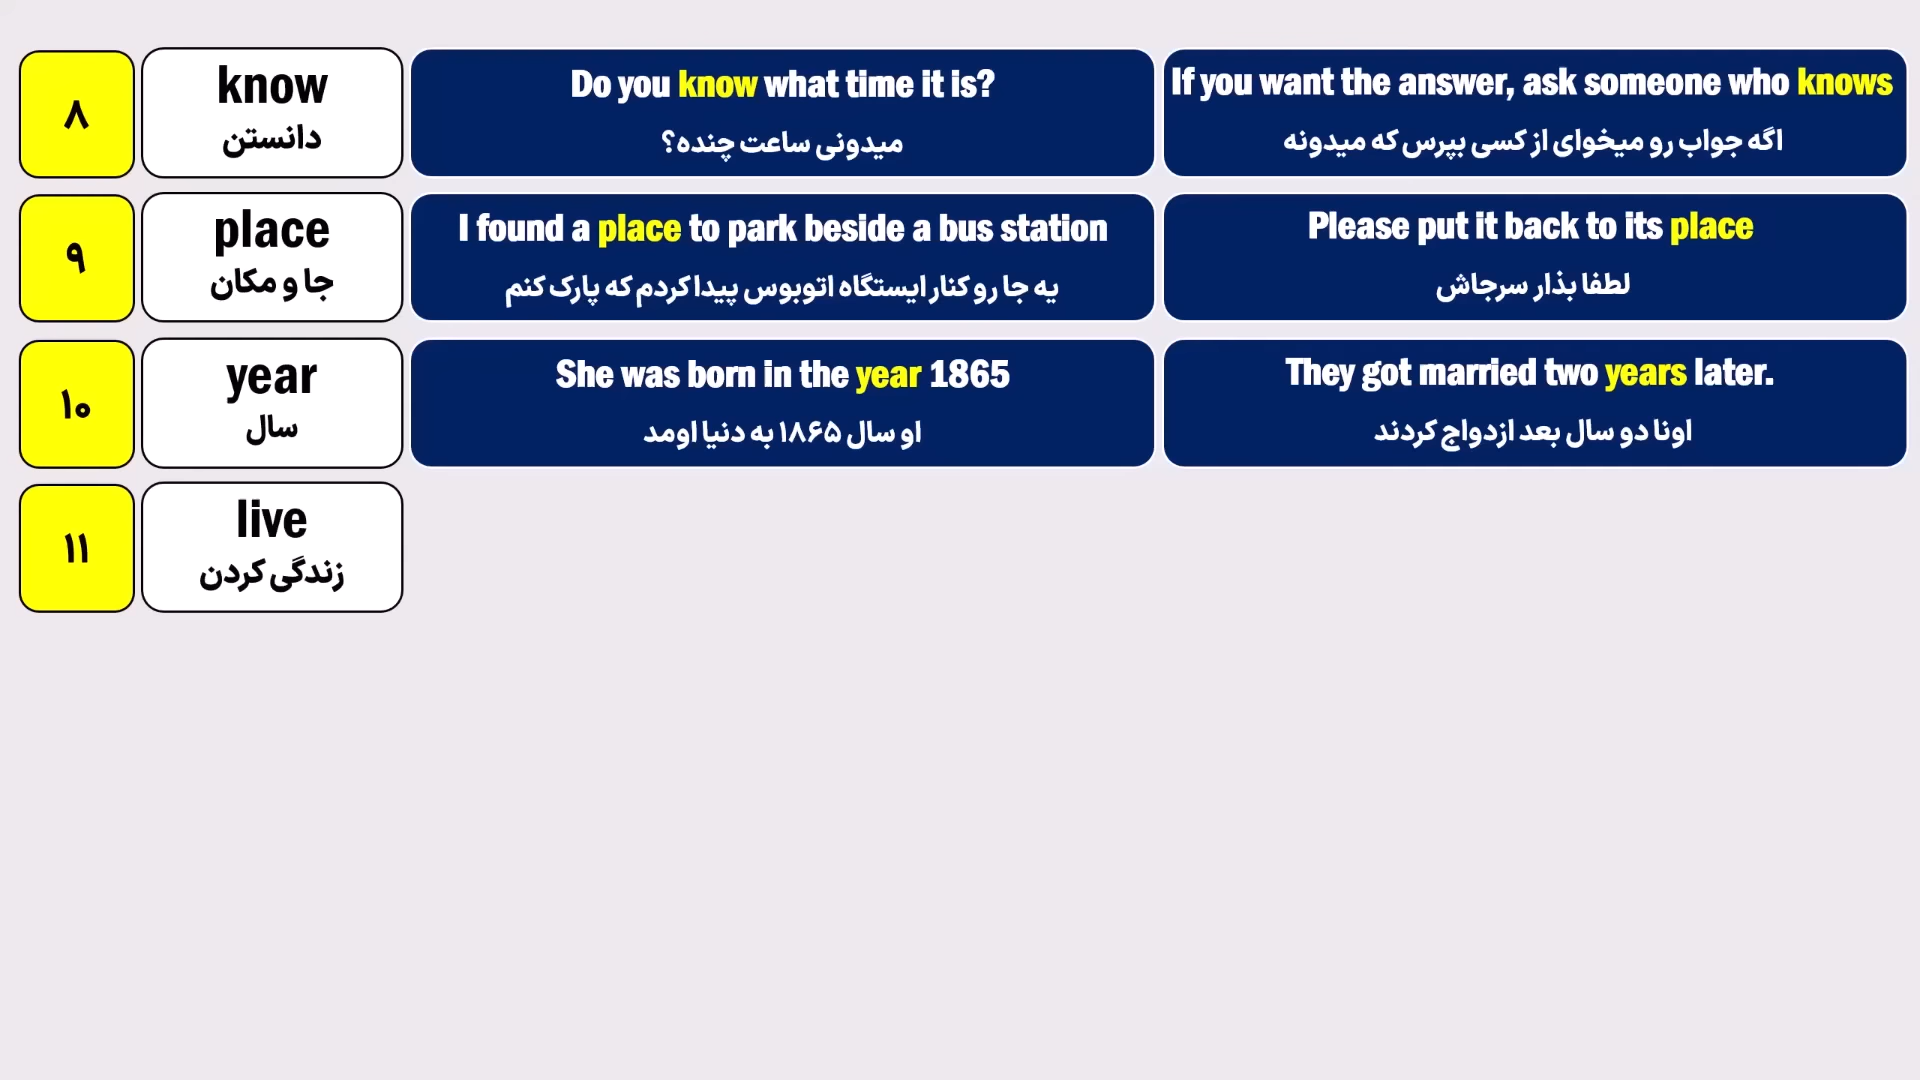 ۸
know
دانستن
Do you know what time it is?
میدونی ساعت چنده؟
If you want the answer, ask someone who knows
اگه جواب رو میخوای از کسی بپرس که میدونه
۹
place
جا و مکان
I found a place to park beside a bus station
یه جا رو کنار ایستگاه اتوبوس پیدا کردم که پارک کنم
Please put it back to its place
لطفا بذار سرجاش
۱۰
year
سال
She was born in the year 1865
او سال ۱۸۶۵ به دنیا اومد
They got married two years later.
اونا دو سال بعد ازدواج کردند
۱۱
live
زندگی کردن